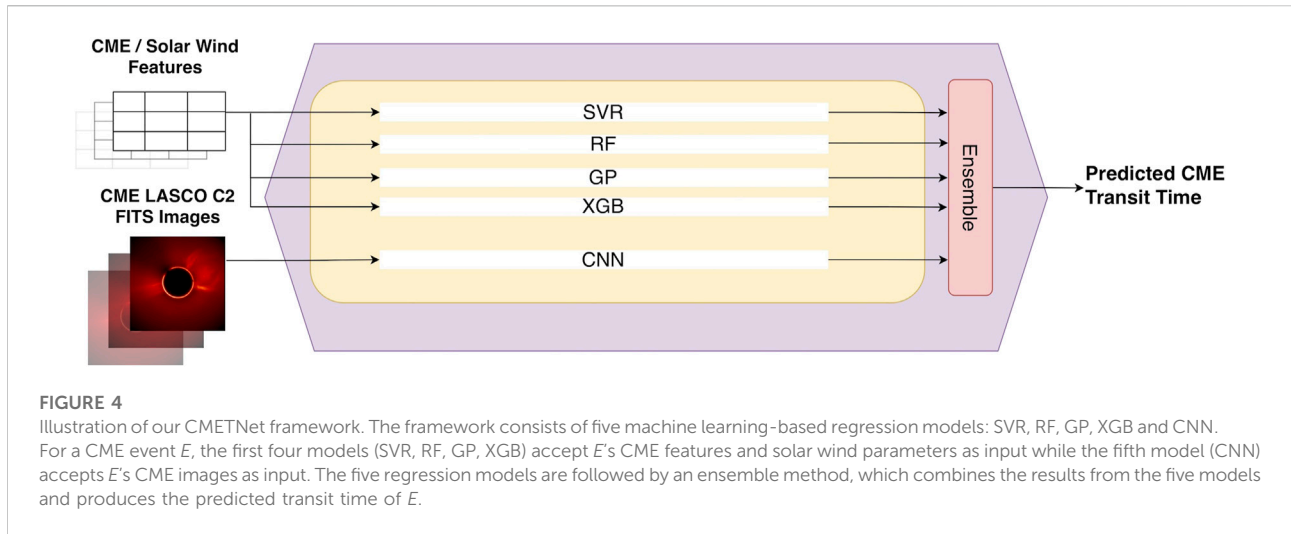 CME / Solar Wind
Features
SVR
RF
GP
XGB
CNN
CME LASCO C2
FITS Images
Ensemble
Predicted CME
Transit Time
FIGURE 4
Illustration of our CMETNet framework. The framework consists of five machine learning-based regression models: SVR, RF, GP, XGB and CNN.
For a CME event E, the first four models (SVR, RF, GP, XGB) accept E's CME features and solar wind parameters as input while the fifth model (CNN)
accepts E's CME images as input. The five regression models are followed by an ensemble method, which combines the results from the five models
and produces the predicted transit time of E.